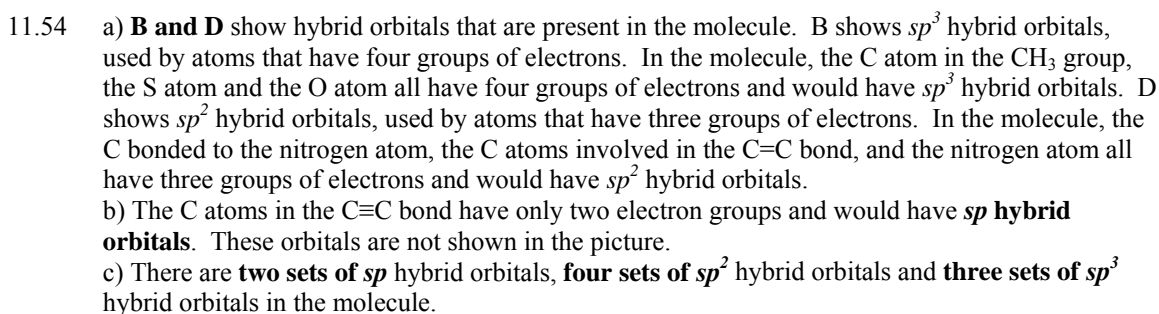 11.54 a) B and D show hybrid orbitals that are present in the molecule. B shows sp³ hybrid orbitals,
used by atoms that have four groups of electrons. In the molecule, the C atom in the CH₃ group,
the S atom and the O atom all have four groups of electrons and would have sp³ hybrid orbitals. D
shows sp² hybrid orbitals, used by atoms that have three groups of electrons. In the molecule, the
C bonded to the nitrogen atom, the C atoms involved in the C=C bond, and the nitrogen atom all
have three groups of electrons and would have sp² hybrid orbitals.
b) The C atoms in the C≡C bond have only two electron groups and would have sp hybrid
orbitals. These orbitals are not shown in the picture.
c) There are two sets of sp hybrid orbitals, four sets of sp² hybrid orbitals and three sets of sp³
hybrid orbitals in the molecule.